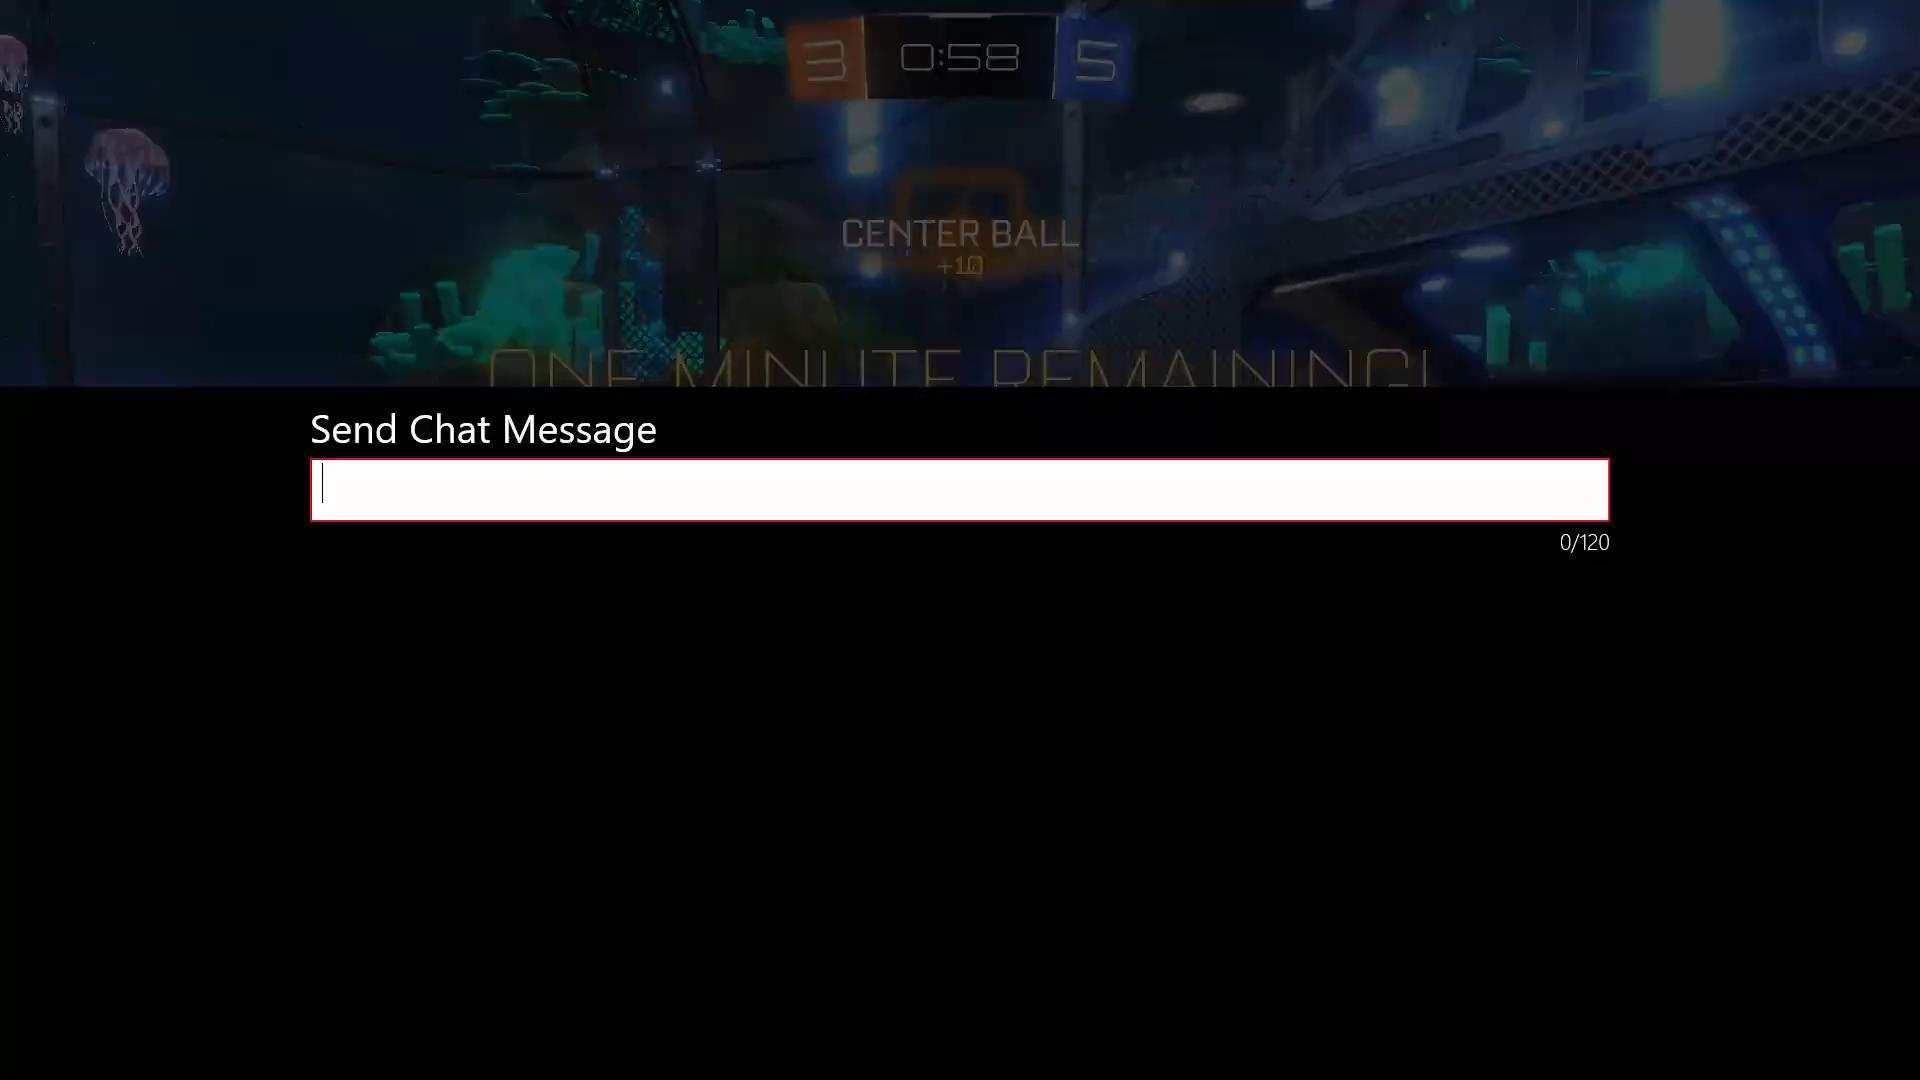 3 0:58 5
CENTER BALL
+10
ONE MINUTE REMAINING!
Send Chat Message
0/120